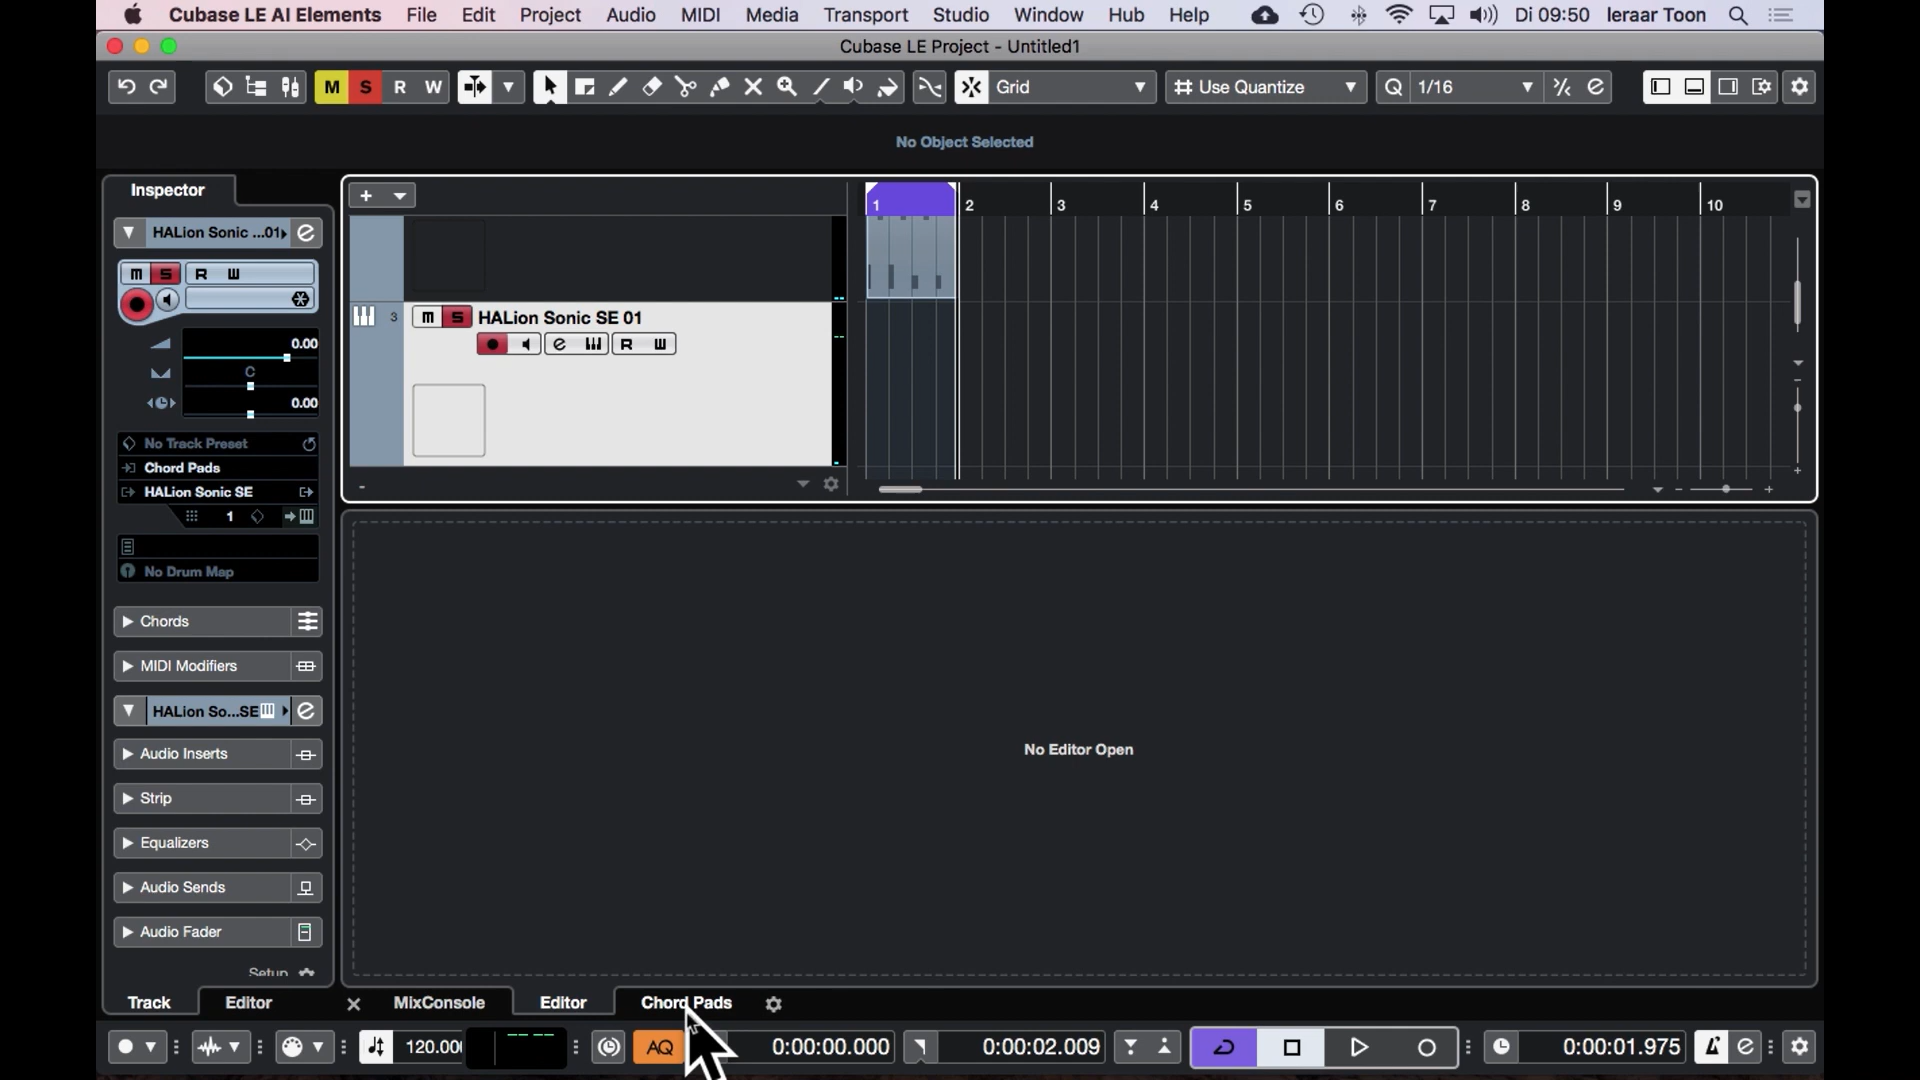 Cubase LE AI Elements File Edit Project Audio MIDI Media Transport Studio Window Hub Help Di 09:50 leraar Toon
Cubase LE Project - Untitled1
M S R W Grid Use Quantize Q 1/16
No Object Selected
Inspector
1 2 3 4 5 6 7 8 9 10
HALion Sonic ...01
m S R W
3 m S HALion Sonic SE 01
e R W
0.00
C
0.00
No Track Preset
Chord Pads
HALion Sonic SE
1
No Drum Map
Chords
MIDI Modifiers
HALion So...SE
Audio Inserts
Strip
Equalizers
Audio Sends
Audio Fader
Setup
No Editor Open
Track Editor MixConsole Editor Chord Pads
120.00 AQ 0:00:00.000 0:00:02.009 0:00:01.975